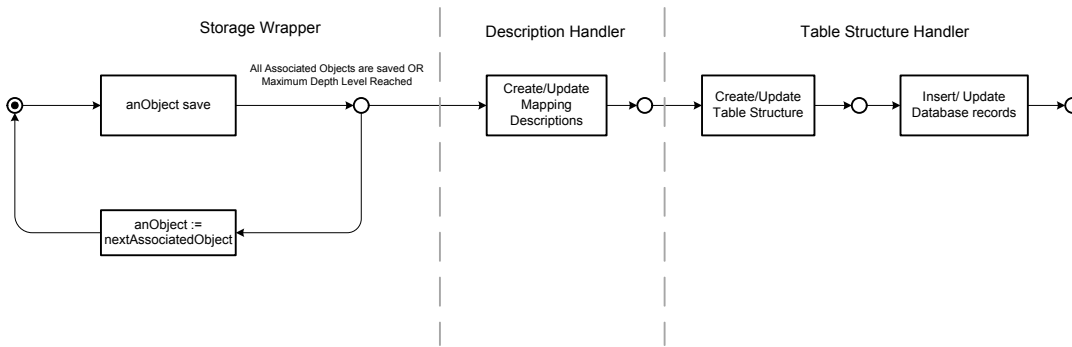 Storage Wrapper
Description Handler
Table Structure Handler
All Associated Objects are saved OR
Maximum Depth Level Reached
anObject save
Create/Update
Mapping
Descriptions
Create/Update
Table Structure
Insert/ Update
Database records
anObject :=
nextAssociatedObject